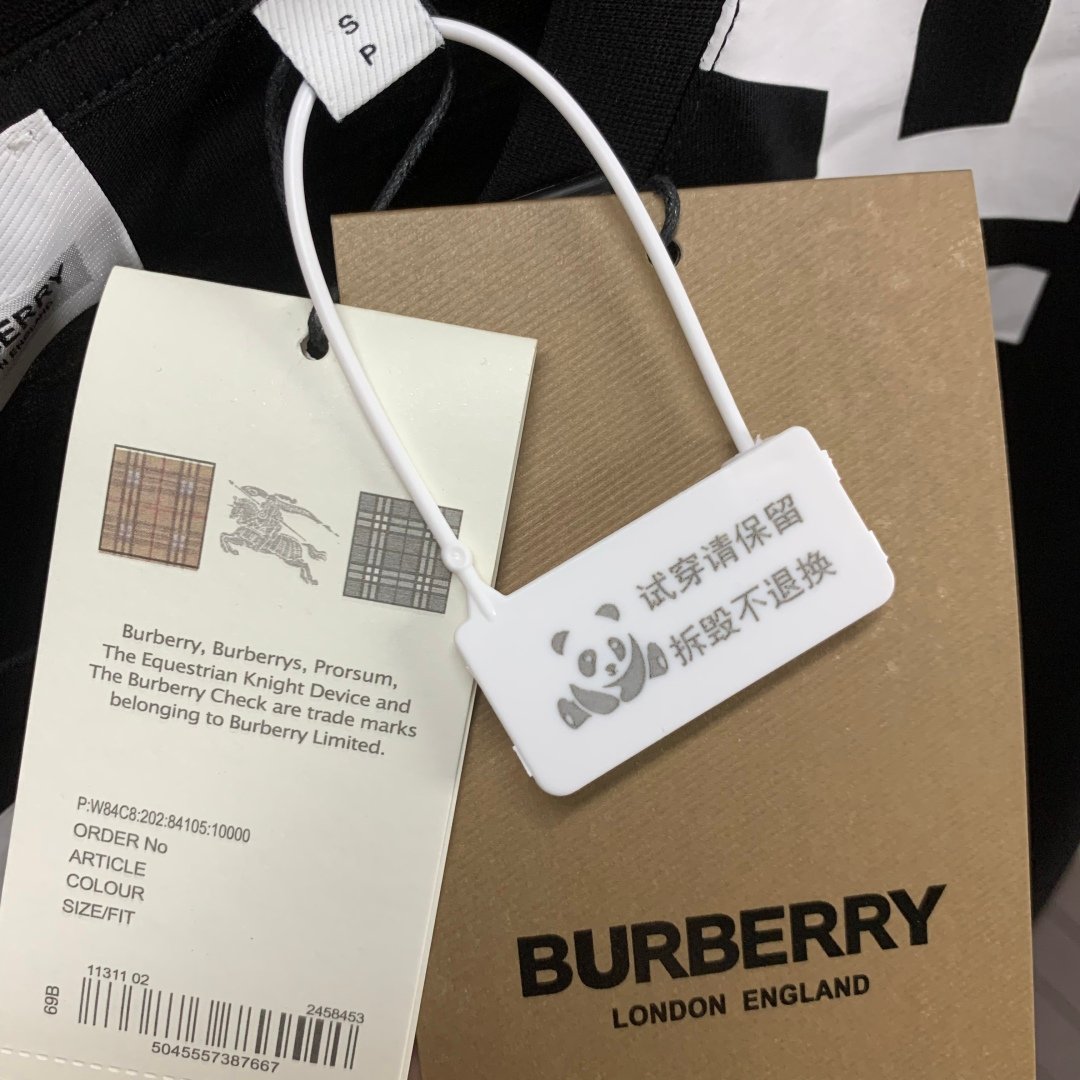 S
P
BURBERRY
LONDON ENGLAND
试穿请保留
拆毁不退换
Burberry, Burberrys, Prorsum,
The Equestrian Knight Device and
The Burberry Check are trade marks
belonging to Burberry Limited.
P:W84C8:202:84105:10000
ORDER No
ARTICLE
COLOUR
SIZE/FIT
11311 02
2458453
69B
5045557387667